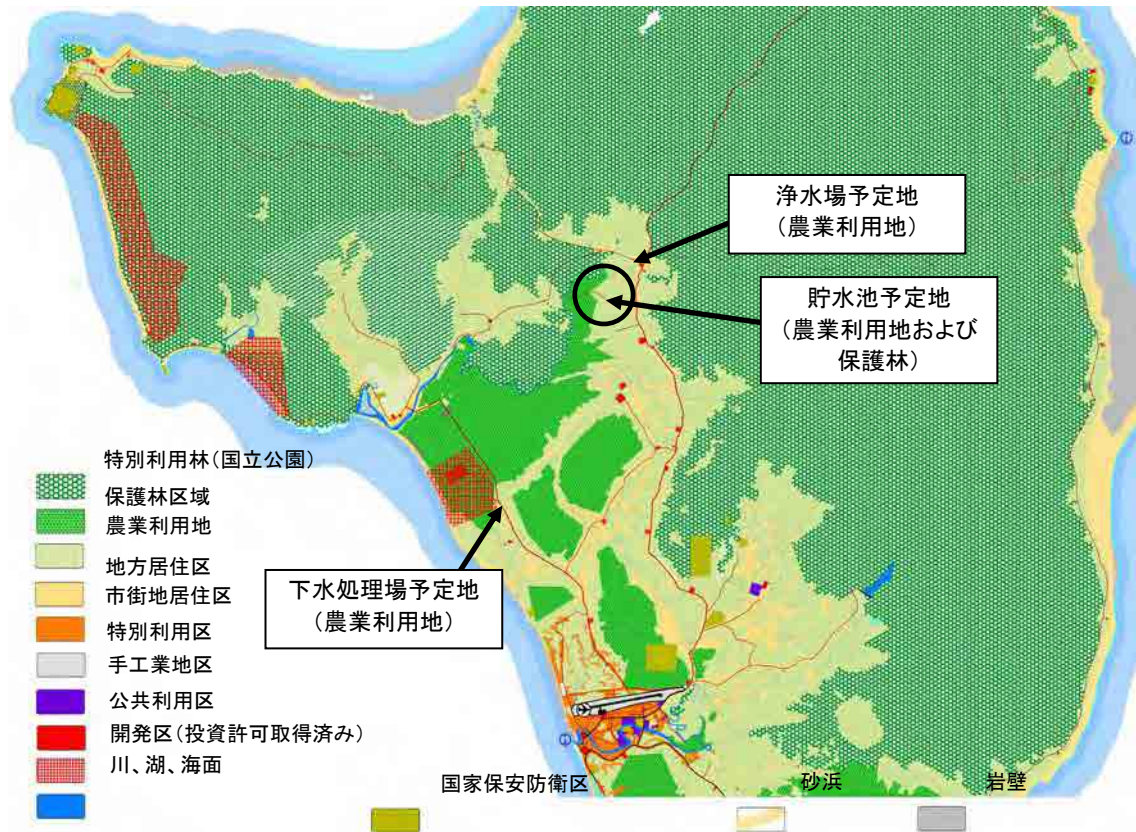 浄水場予定地
（農業利用地）
貯水池予定地
（農業利用地および
保護林）
下水処理場予定地
（農業利用地）
特別利用林（国立公園）
保護林区域
農業利用地
地方居住区
市街地居住区
特別利用区
手工業地区
公共利用区
開発区（投資許可取得済み）
川、湖、海面
国家保安防衛区
砂浜
岩壁